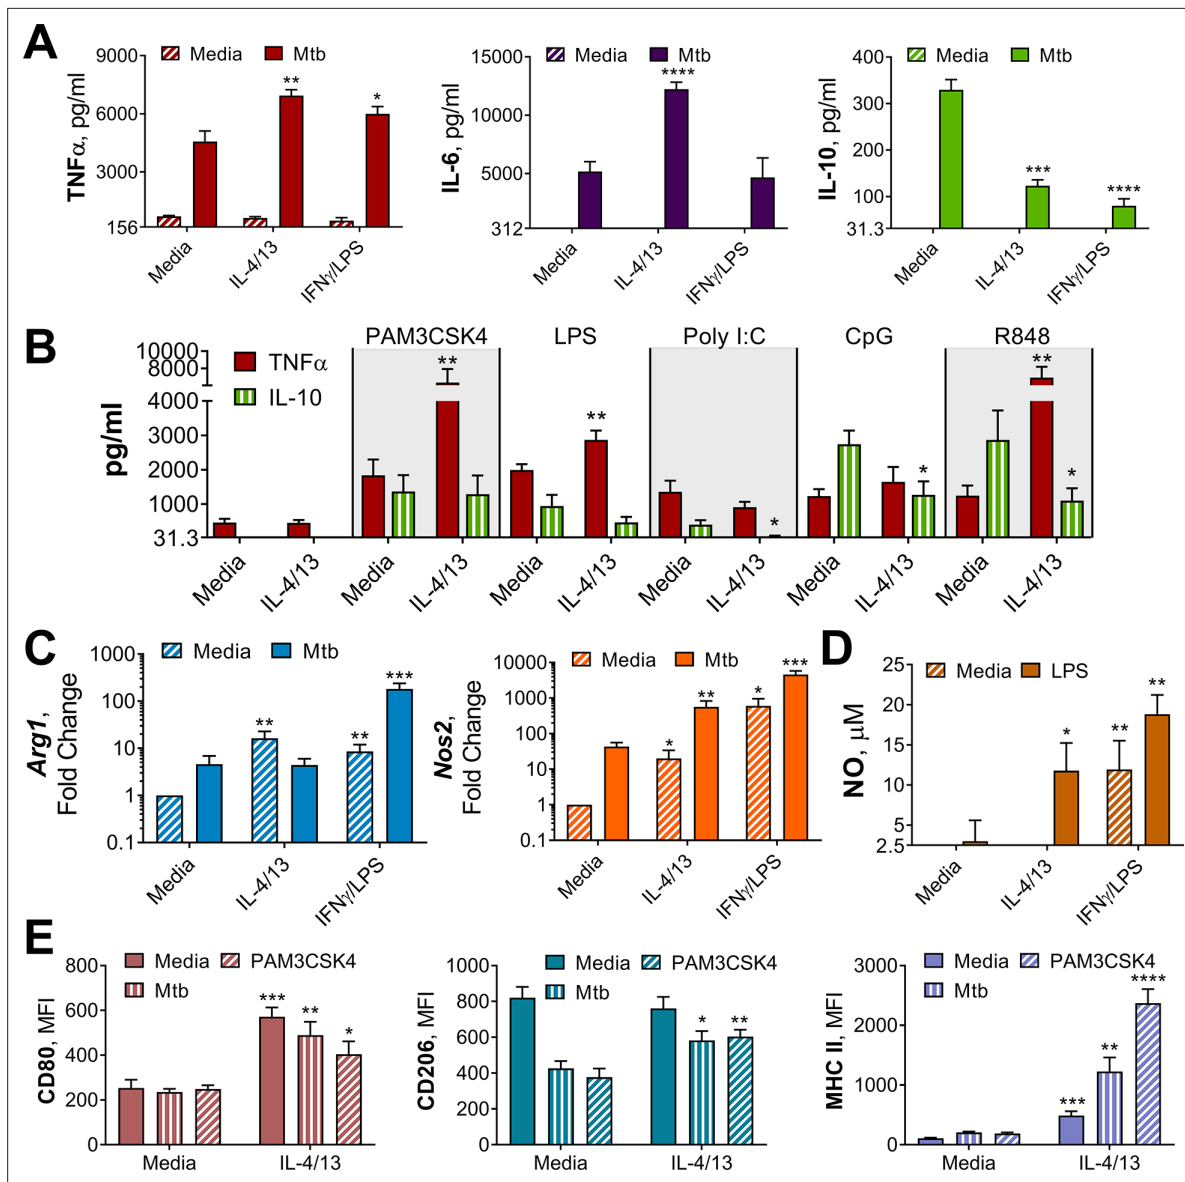 A
Media Mtb
9000
6000
3000
156
TNFα, pg/ml
**
*
Media
IL-4/13
IFNγ/LPS
Media Mtb
15000
10000
5000
312
IL-6, pg/ml
****
Media
IL-4/13
IFNγ/LPS
Media Mtb
400
300
200
100
31.3
IL-10, pg/ml
***
****
Media
IL-4/13
IFNγ/LPS
B
PAM3CSK4 LPS Poly I:C CpG R848
10000
8000
6000
4000
3000
2000
1000
31.3
pg/ml
TNFα
IL-10
**
**
*
*
**
*
Media IL-4/13 Media IL-4/13 Media IL-4/13 Media IL-4/13 Media IL-4/13 Media IL-4/13
C
Media Mtb
1000
100
10
1
0.1
Arg1,
Fold Change
**
**
***
Media
IL-4/13
IFNγ/LPS
Media Mtb
10000
1000
100
10
1
0.1
Nos2,
Fold Change
*
**
*
***
Media
IL-4/13
IFNγ/LPS
D
Media LPS
25
20
15
10
5
2.5
NO, μM
*
**
**
Media
IL-4/13
IFNγ/LPS
E
Media PAM3CSK4
Mtb
800
600
400
200
0
CD80, MFI
***
**
*
Media IL-4/13
Media PAM3CSK4
Mtb
1000
800
600
400
200
0
CD206, MFI
*
**
Media IL-4/13
Media PAM3CSK4
Mtb
3000
2000
1000
0
MHC II, MFI
***
**
****
Media IL-4/13